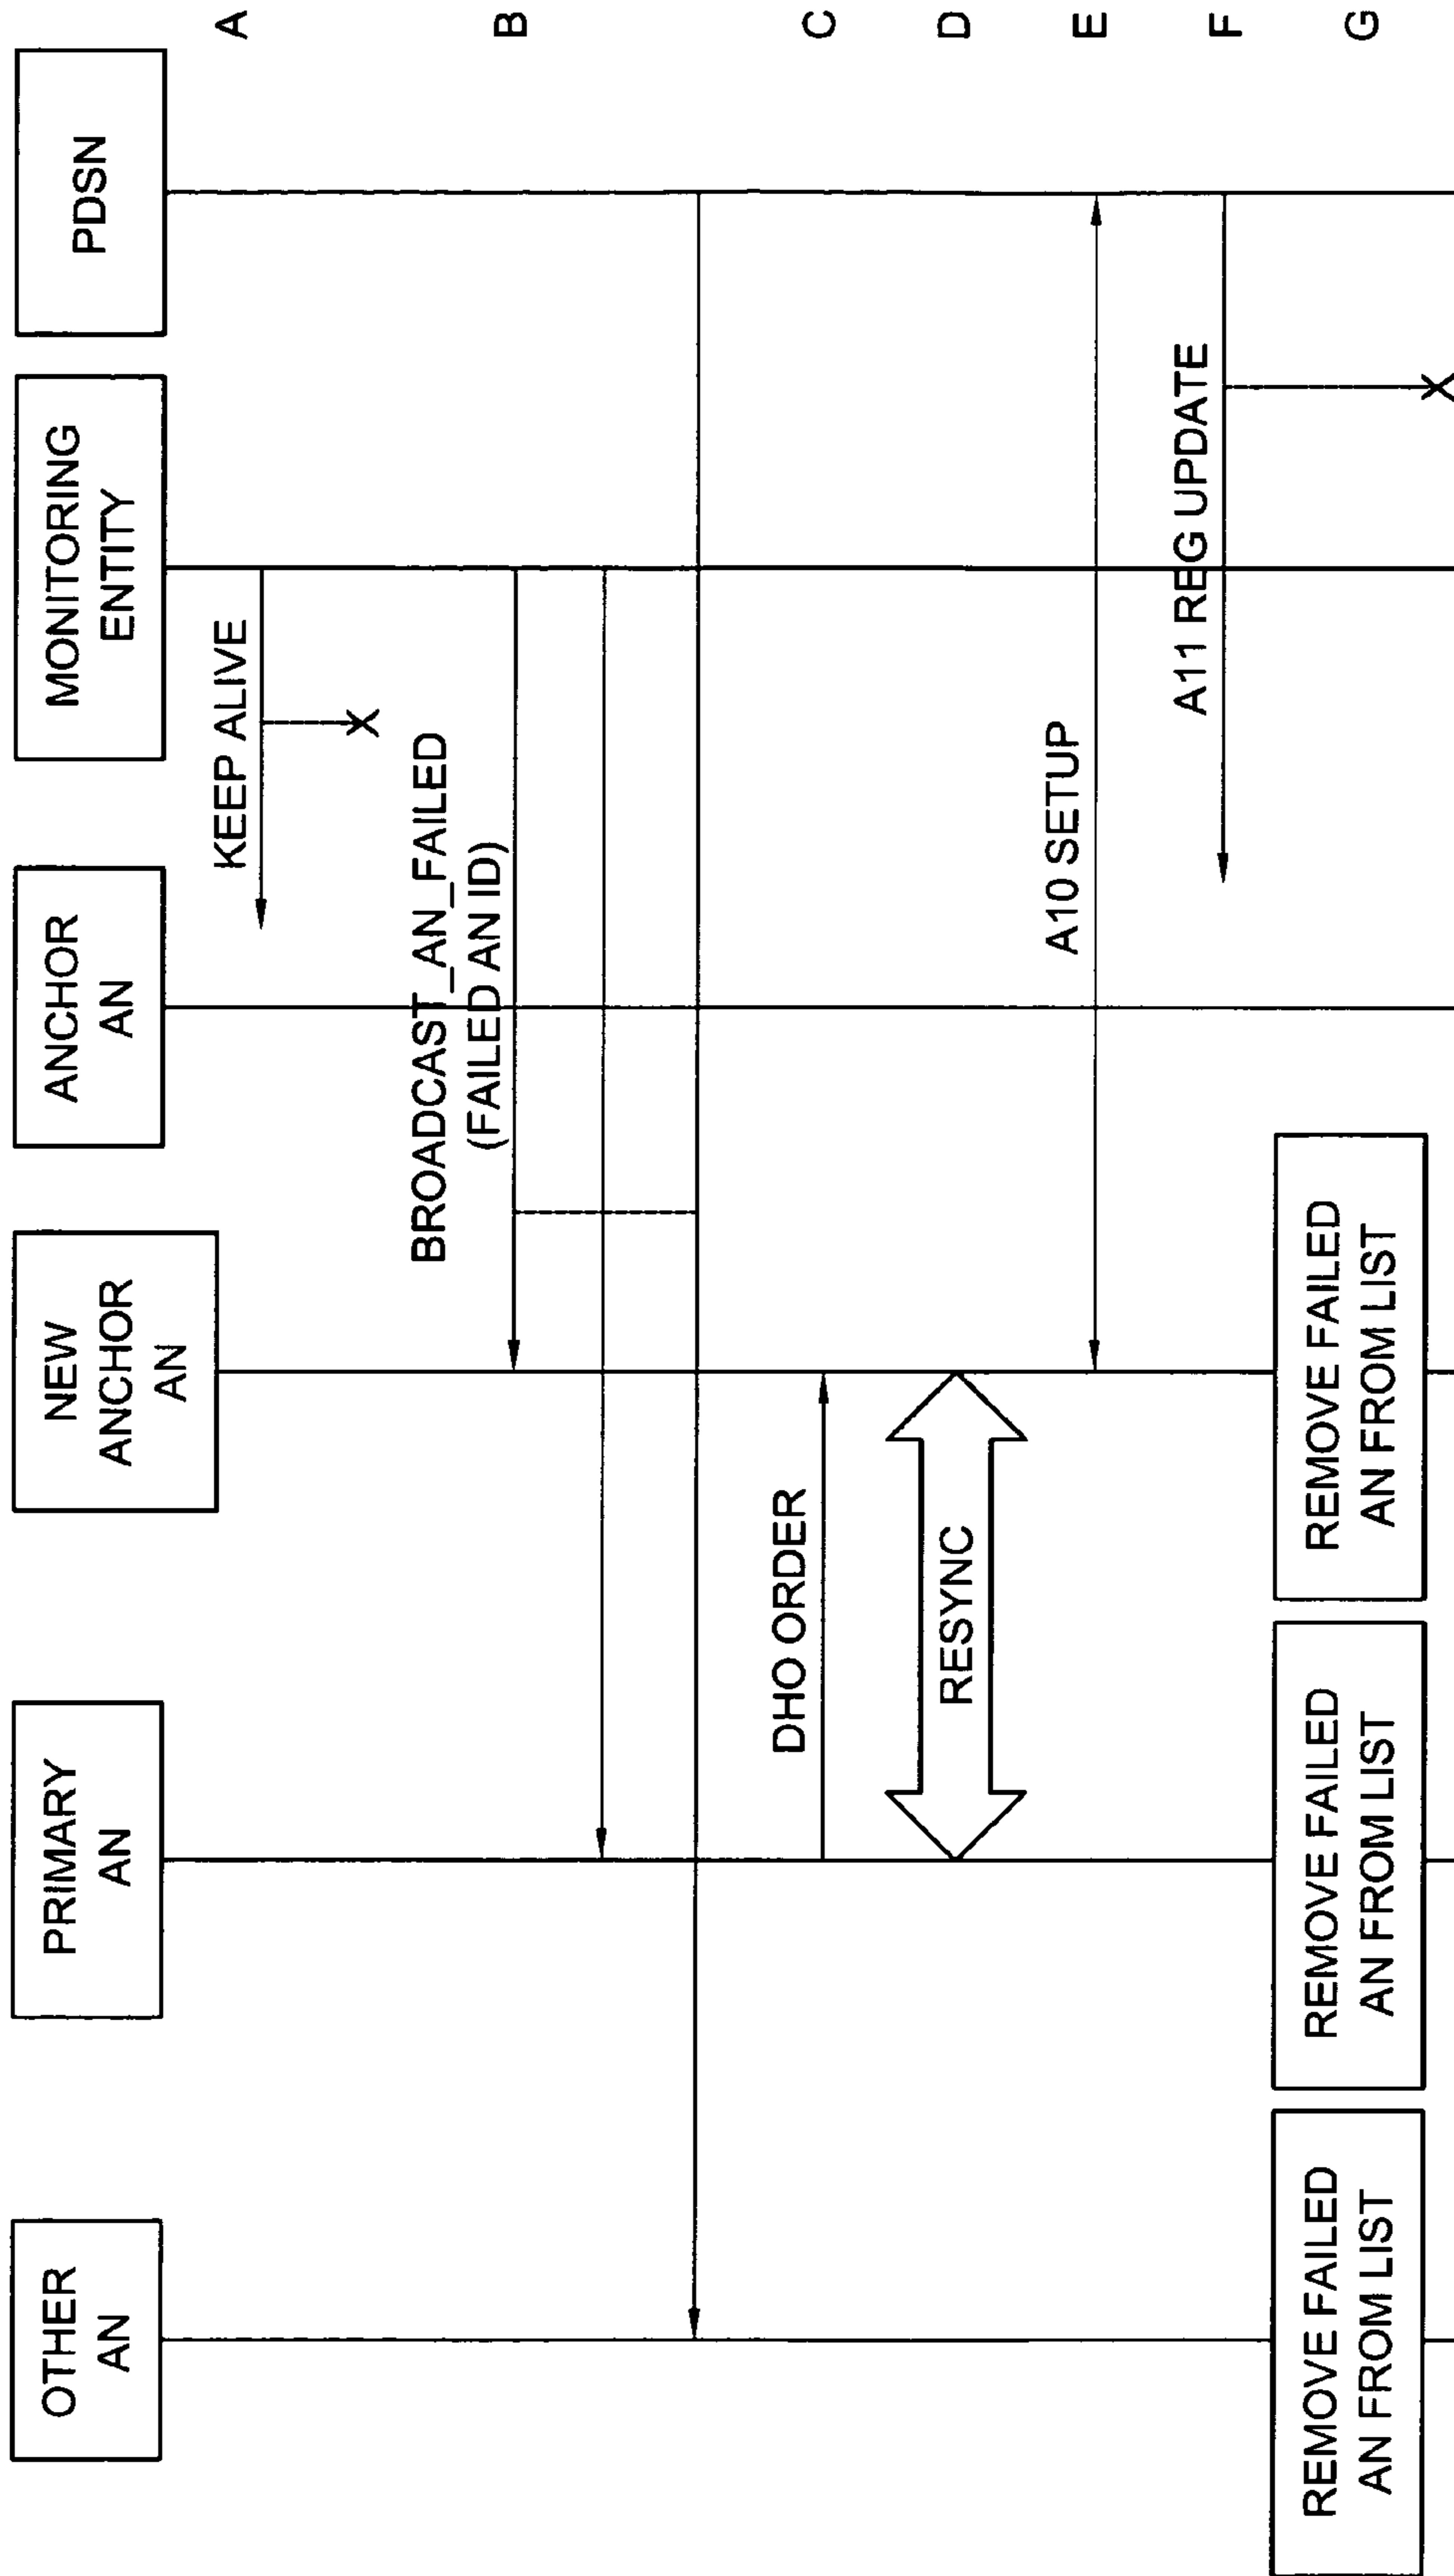 OTHER
AN
PRIMARY
AN
NEW
ANCHOR
AN
ANCHOR
AN
MONITORING
ENTITY
PDSN
KEEP ALIVE
A
BROADCAST_AN_FAILED
(FAILED AN ID)
B
DHO ORDER
C
RESYNC
D
A10 SETUP
E
A11 REG UPDATE
F
REMOVE FAILED
AN FROM LIST
REMOVE FAILED
AN FROM LIST
REMOVE FAILED
AN FROM LIST
G